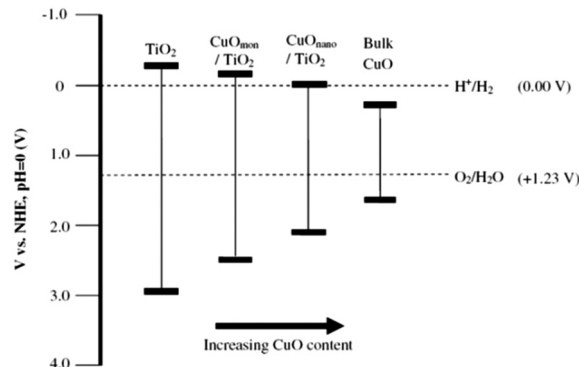 -1.0
TiO2
CuOmon
/ TiO2
CuOnano
/ TiO2
Bulk
CuO
0
H+/H2 (0.00 V)
1.0
O2/H2O (+1.23 V)
2.0
3.0
4.0
V vs. NHE, pH=0 (V)
Increasing CuO content